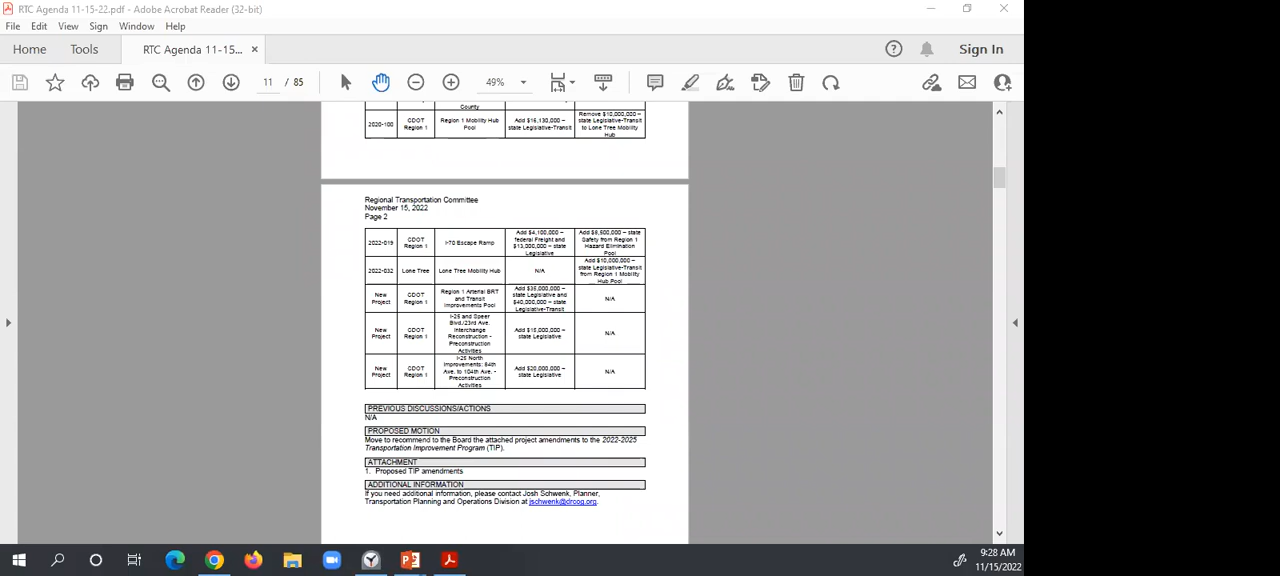 RTC Agenda 11-15-22.pdf - Adobe Acrobat Reader (32-bit)
File Edit View Sign Window Help
Home Tools RTC Agenda 11-15... × Sign In
11 / 85 49%
County
2020-100 CDOT Region 1 Region 1 Mobility Hub Pool Add $16,130,000 – state Legislative-Transit Remove $10,000,000 – state Legislative-Transit to Lone Tree Mobility Hub
Regional Transportation Committee
November 15, 2022
Page 2
2022-019 CDOT Region 1 I-70 Escape Ramp Add $4,100,000 – federal Freight and $13,000,000 – state Legislative Add $8,500,000 – state Safety from Region 1 Hazard Elimination Pool
2022-032 Lone Tree Lone Tree Mobility Hub N/A Add $10,000,000 – state Legislative-Transit from Region 1 Mobility Hub Pool
New Project CDOT Region 1 Region 1 Arterial BRT and Transit Improvements Pool Add $35,000,000 – state Legislative and $40,000,000 – state Legislative-Transit N/A
New Project CDOT Region 1 I-25 and Speer Blvd./23rd Ave. Interchange Reconstruction - Preconstruction Activities Add $15,000,000 – state Legislative N/A
New Project CDOT Region 1 I-25 North Improvements: 84th Ave. to 104th Ave. - Preconstruction Activities Add $20,000,000 – state Legislative N/A
PREVIOUS DISCUSSIONS/ACTIONS
N/A
PROPOSED MOTION
Move to recommend to the Board the attached project amendments to the 2022-2025
Transportation Improvement Program (TIP).
ATTACHMENT
1. Proposed TIP amendments
ADDITIONAL INFORMATION
If you need additional information, please contact Josh Schwenk, Planner,
Transportation Planning and Operations Division at jschwenk@drcog.org.
9:28 AM
11/15/2022